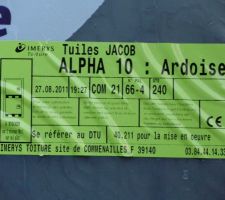 e
IMERYS
Toiture
Tuiles JACOB
ALPHA 10 : Ardoise
27.08.2011 19:27 COM 21 66-4 240
Se référer au DTU 40.211 pour la mise en oeuvre
IMERYS TOITURE site de COMMENAILLES F 39140 03.84.44.14.33